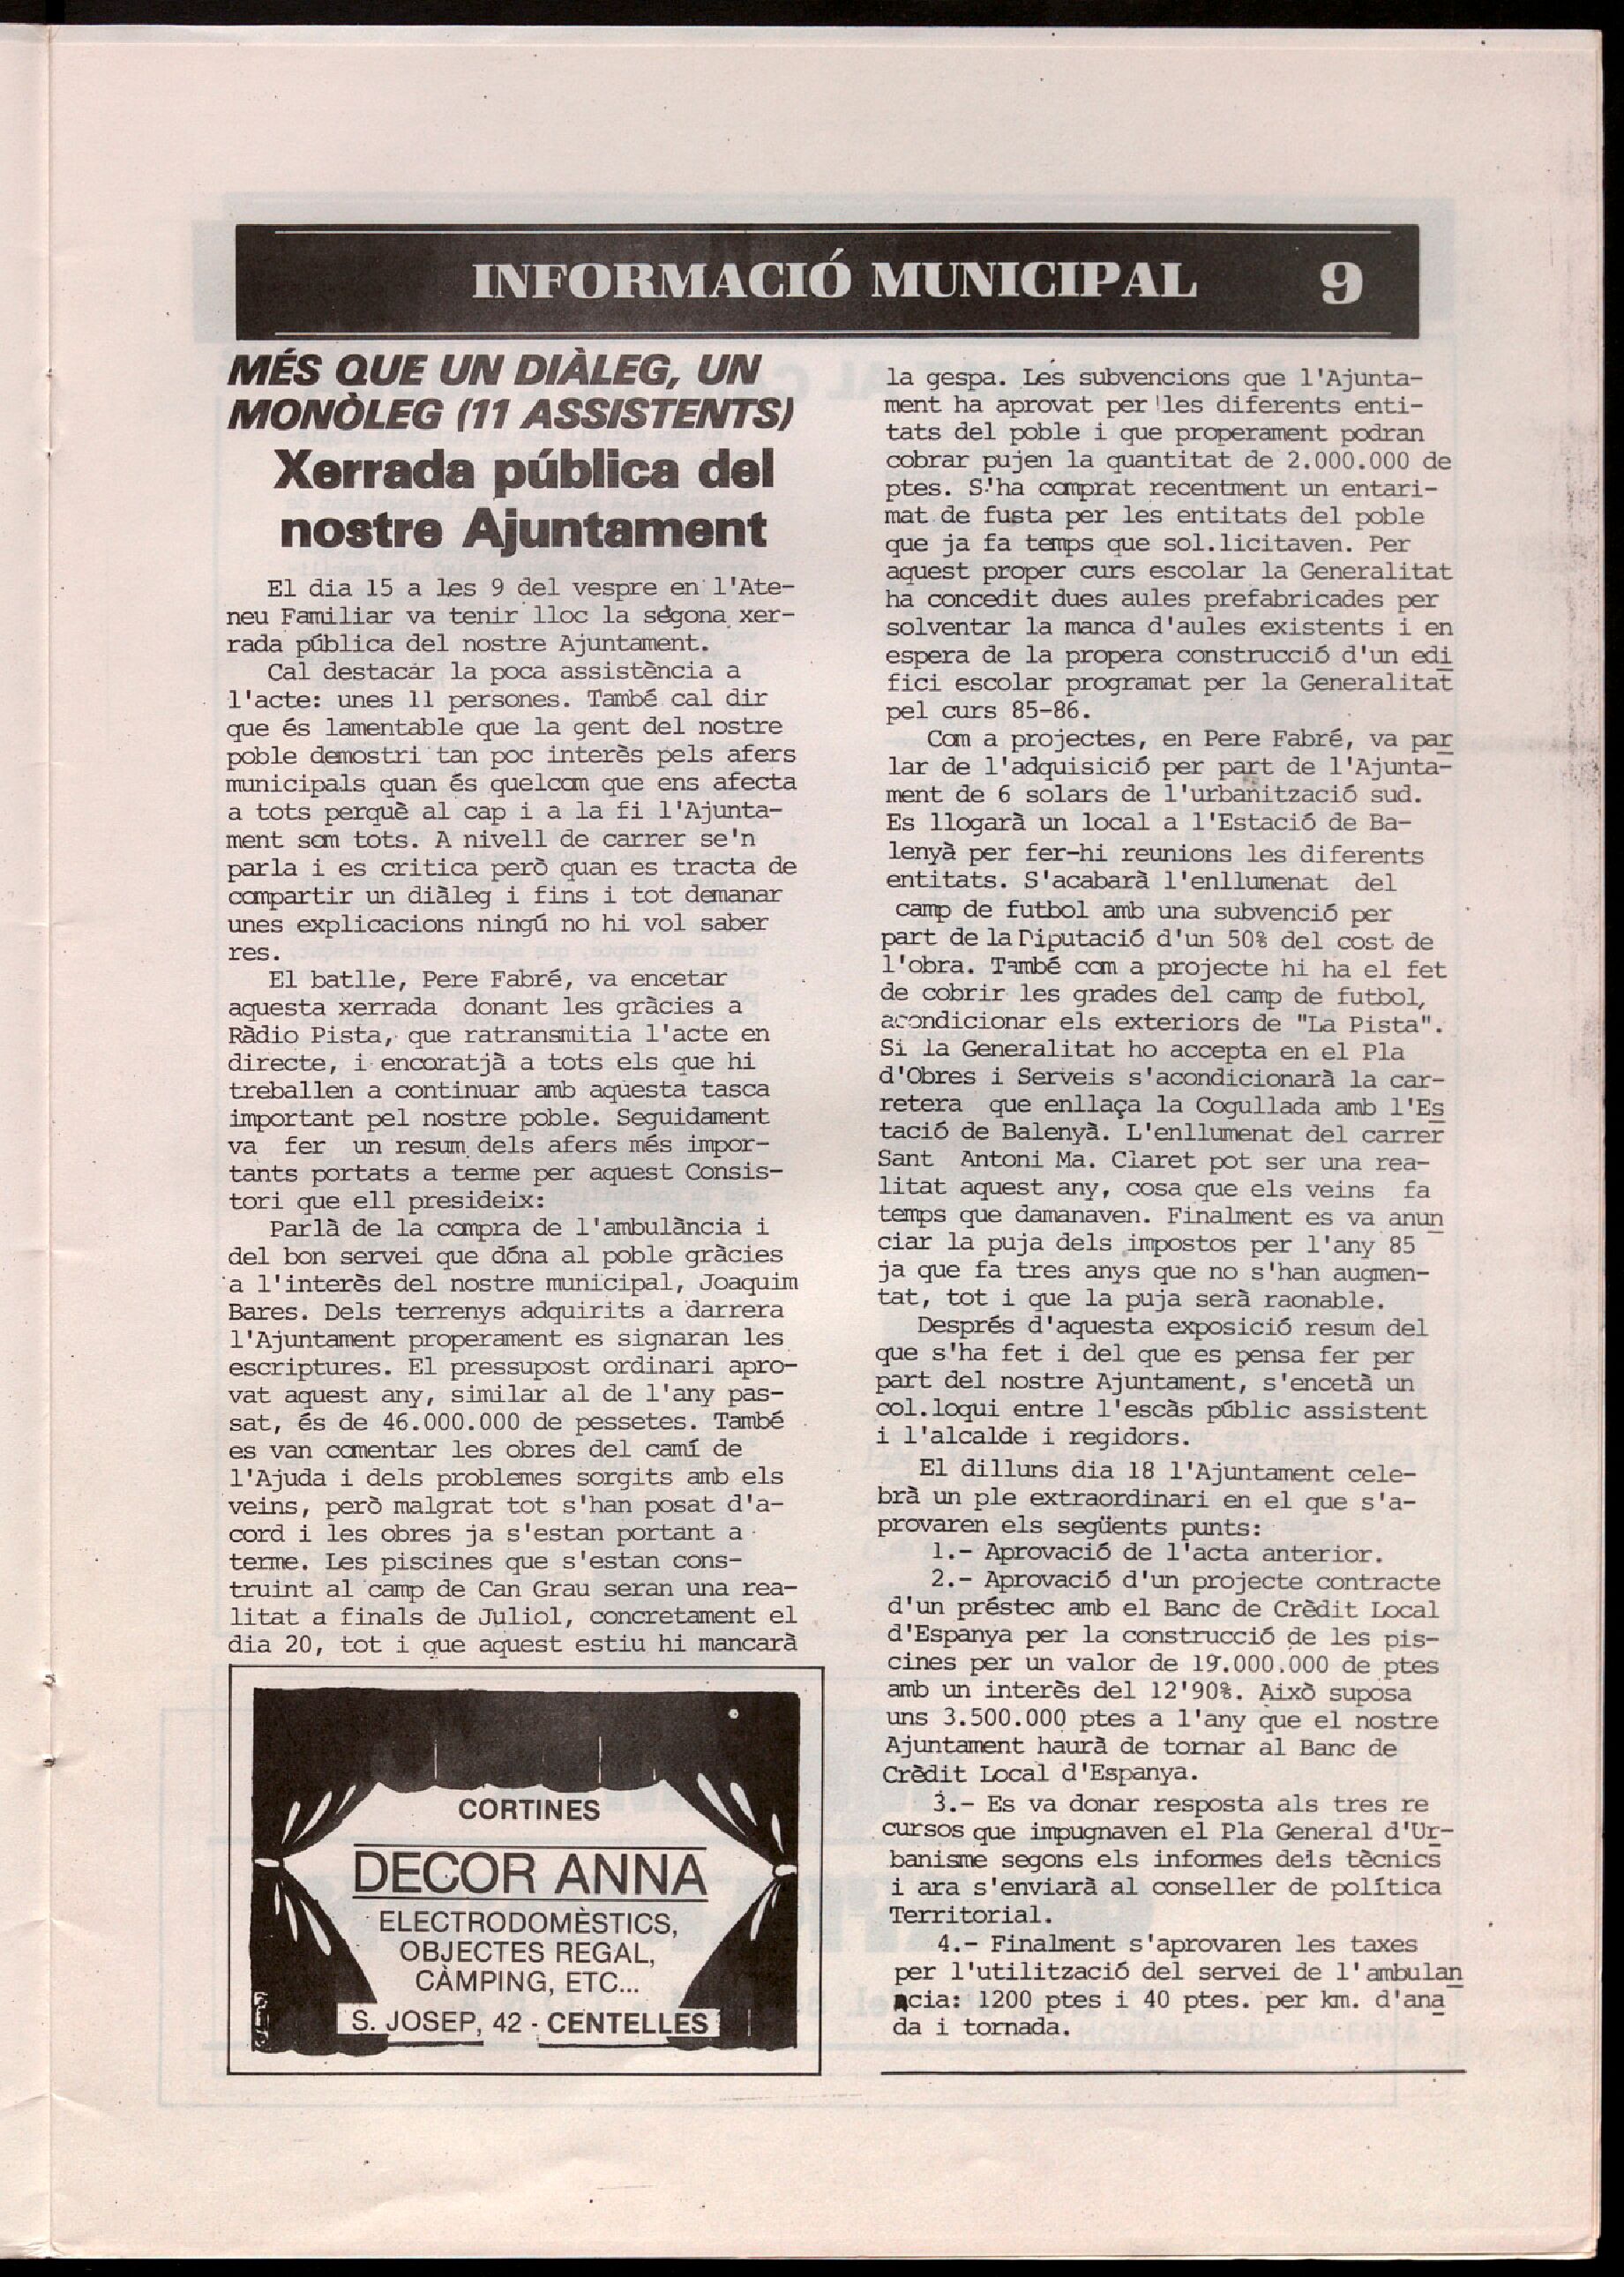 INFORMACIÓ MUNICIPAL 9
MÉS QUE UN DIÀLEG, UN
MONÒLEG (11 ASSISTENTS)
Xerrada pública del
nostre Ajuntament
El dia 15 a les 9 del vespre en l'Ate-
neu Familiar va tenir lloc la segona xer-
rada pública del nostre Ajuntament.
Cal destacar la poca assistència a
l'acte: unes 11 persones. També cal dir
que és lamentable que la gent del nostre
poble demostri tan poc interès pels afers
municipals quan és quelcom que ens afecta
a tots perquè al cap i a la fi l'Ajunta-
ment som tots. A nivell de carrer se'n
parla i es critica però quan es tracta de
compartir un diàleg i fins i tot demanar
unes explicacions ningú no hi vol saber
res.
El batlle, Pere Fabré, va encetar
aquesta xerrada donant les gràcies a
Ràdio Pista, que ratransmitia l'acte en
directe, i encoratjà a tots els que hi
treballen a continuar amb aquesta tasca
important pel nostre poble. Seguidament
va fer un resum dels afers més impor-
tants portats a terme per aquest Consis-
tori que ell presideix:
Parlà de la compra de l'ambulància i
del bon servei que dóna al poble gràcies
a l'interès del nostre municipal, Joaquim
Bares. Dels terrenys adquirits a darrera
l'Ajuntament properament es signaran les
escriptures. El pressupost ordinari apro-
vat aquest any, similar al de l'any pas-
sat, és de 46.000.000 de pessetes. També
es van comentar les obres del camí de
l'Ajuda i dels problemes sorgits amb els
veins, però malgrat tot s'han posat d'a-
cord i les obres ja s'estan portant a
terme. Les piscines que s'estan cons-
truint al camp de Can Grau seran una rea-
litat a finals de Juliol, concretament el
dia 20, tot i que aquest estiu hi mancarà
CORTINES
DECOR ANNA
ELECTRODOMÈSTICS,
OBJECTES REGAL,
CÀMPING, ETC...
S. JOSEP, 42 - CENTELLES
la gespa. Les subvencions que l'Ajunta-
ment ha aprovat per les diferents enti-
tats del poble i que properament podran
cobrar pujen la quantitat de 2.000.000 de
ptes. S'ha comprat recentment un entari-
mat de fusta per les entitats del poble
que ja fa temps que sol.licitaven. Per
aquest proper curs escolar la Generalitat
ha concedit dues aules prefabricades per
solventar la manca d'aules existents i en
espera de la propera construcció d'un edi
fici escolar programat per la Generalitat
pel curs 85-86.
Com a projectes, en Pere Fabré, va par
lar de l'adquisició per part de l'Ajunta-
ment de 6 solars de l'urbanització sud.
Es llogarà un local a l'Estació de Ba-
lenyà per fer-hi reunions les diferents
entitats. S'acabarà l'enllumenat del
camp de futbol amb una subvenció per
part de la Diputació d'un 50% del cost de
l'obra. També com a projecte hi ha el fet
de cobrir les grades del camp de futbol,
acondicionar els exteriors de "La Pista".
Si la Generalitat ho accepta en el Pla
d'Obres i Serveis s'acondicionarà la car-
retera que enllaça la Cogullada amb l'Es
tació de Balenyà. L'enllumenat del carrer
Sant Antoni Ma. Claret pot ser una rea-
litat aquest any, cosa que els veins fa
temps que damanaven. Finalment es va anun
ciar la puja dels impostos per l'any 85
ja que fa tres anys que no s'han augmen-
tat, tot i que la puja serà raonable.
Després d'aquesta exposició resum del
que s'ha fet i del que es pensa fer per
part del nostre Ajuntament, s'encetà un
col.loqui entre l'escàs públic assistent
i l'alcalde i regidors.
El dilluns dia 18 l'Ajuntament cele-
brà un ple extraordinari en el que s'a-
provaren els següents punts:
1.- Aprovació de l'acta anterior.
2.- Aprovació d'un projecte contracte
d'un préstec amb el Banc de Crèdit Local
d'Espanya per la construcció de les pis-
cines per un valor de 19.000.000 de ptes
amb un interès del 12'90%. Això suposa
uns 3.500.000 ptes a l'any que el nostre
Ajuntament haurà de tornar al Banc de
Crèdit Local d'Espanya.
3.- Es va donar resposta als tres re
cursos que impugnaven el Pla General d'Ur-
banisme segons els informes dels tècnics
i ara s'enviarà al conseller de política
Territorial.
4.- Finalment s'aprovaren les taxes
per l'utilització del servei de l'ambulan
cia: 1200 ptes i 40 ptes. per km. d'ana
da i tornada.